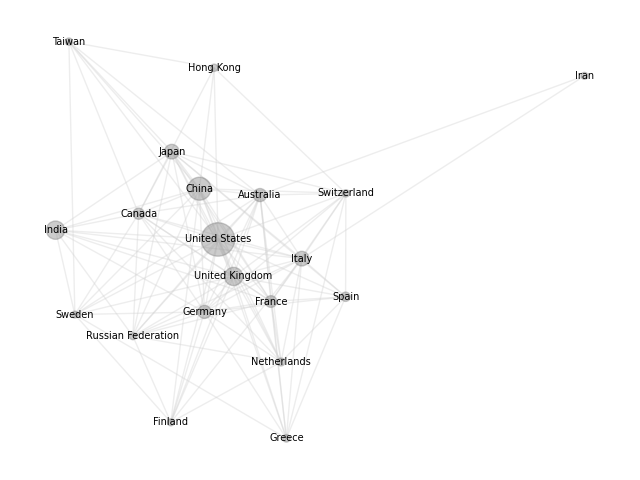 Taiwan
Hong Kong
Iran
Japan
China
Australia
Switzerland
Canada
India
United States
Italy
United Kingdom
Spain
France
Germany
Sweden
Russian Federation
Netherlands
Finland
Greece